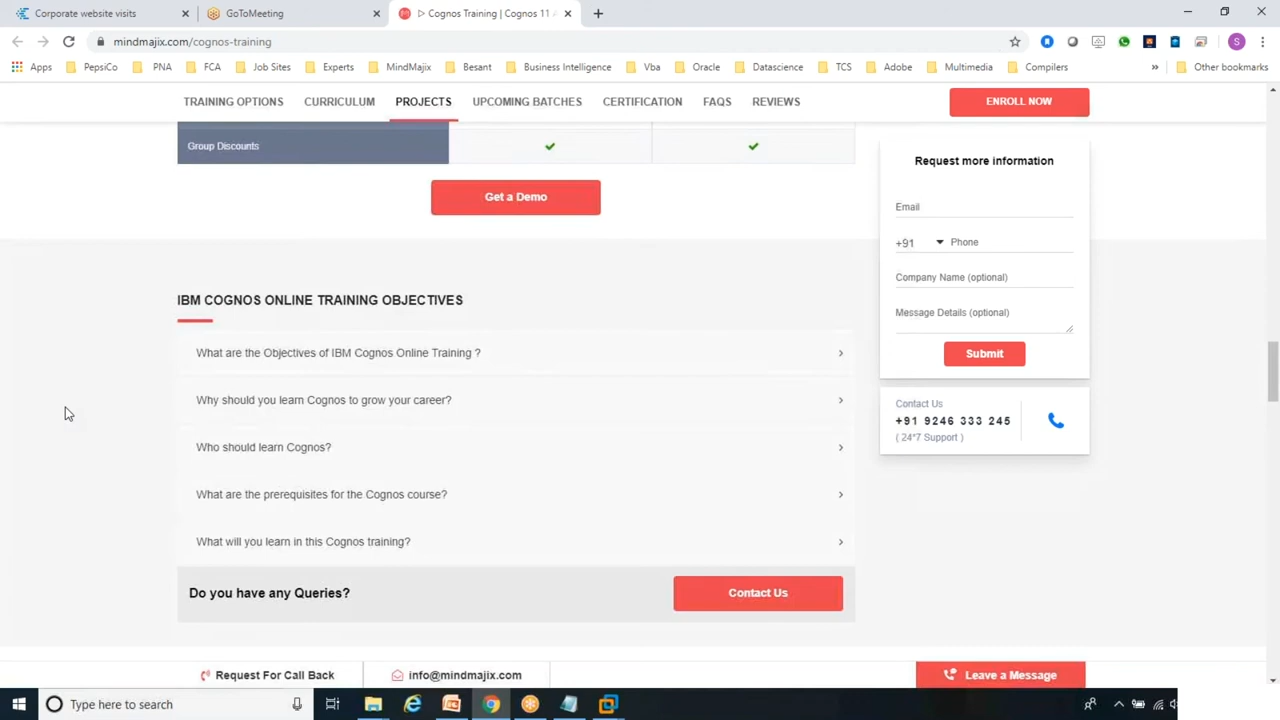 Corporate website visits
GoToMeeting
▷ Cognos Training | Cognos 11
mindmajix.com/cognos-training
S
Apps PepsiCo PNA FCA Job Sites Experts MindMajix Besant Business Intelligence Vba Oracle Datascience TCS Adobe Multimedia Compilers » Other bookmarks
TRAINING OPTIONS CURRICULUM PROJECTS UPCOMING BATCHES CERTIFICATION FAQS REVIEWS ENROLL NOW
Group Discounts
Get a Demo
Request more information
Email
+91 Phone
Company Name (optional)
Message Details (optional)
Submit
Contact Us
+91 9246 333 245
( 24*7 Support )
IBM COGNOS ONLINE TRAINING OBJECTIVES
What are the Objectives of IBM Cognos Online Training ?
Why should you learn Cognos to grow your career?
Who should learn Cognos?
What are the prerequisites for the Cognos course?
What will you learn in this Cognos training?
Do you have any Queries?
Contact Us
Request For Call Back
info@mindmajix.com
Leave a Message
Type here to search